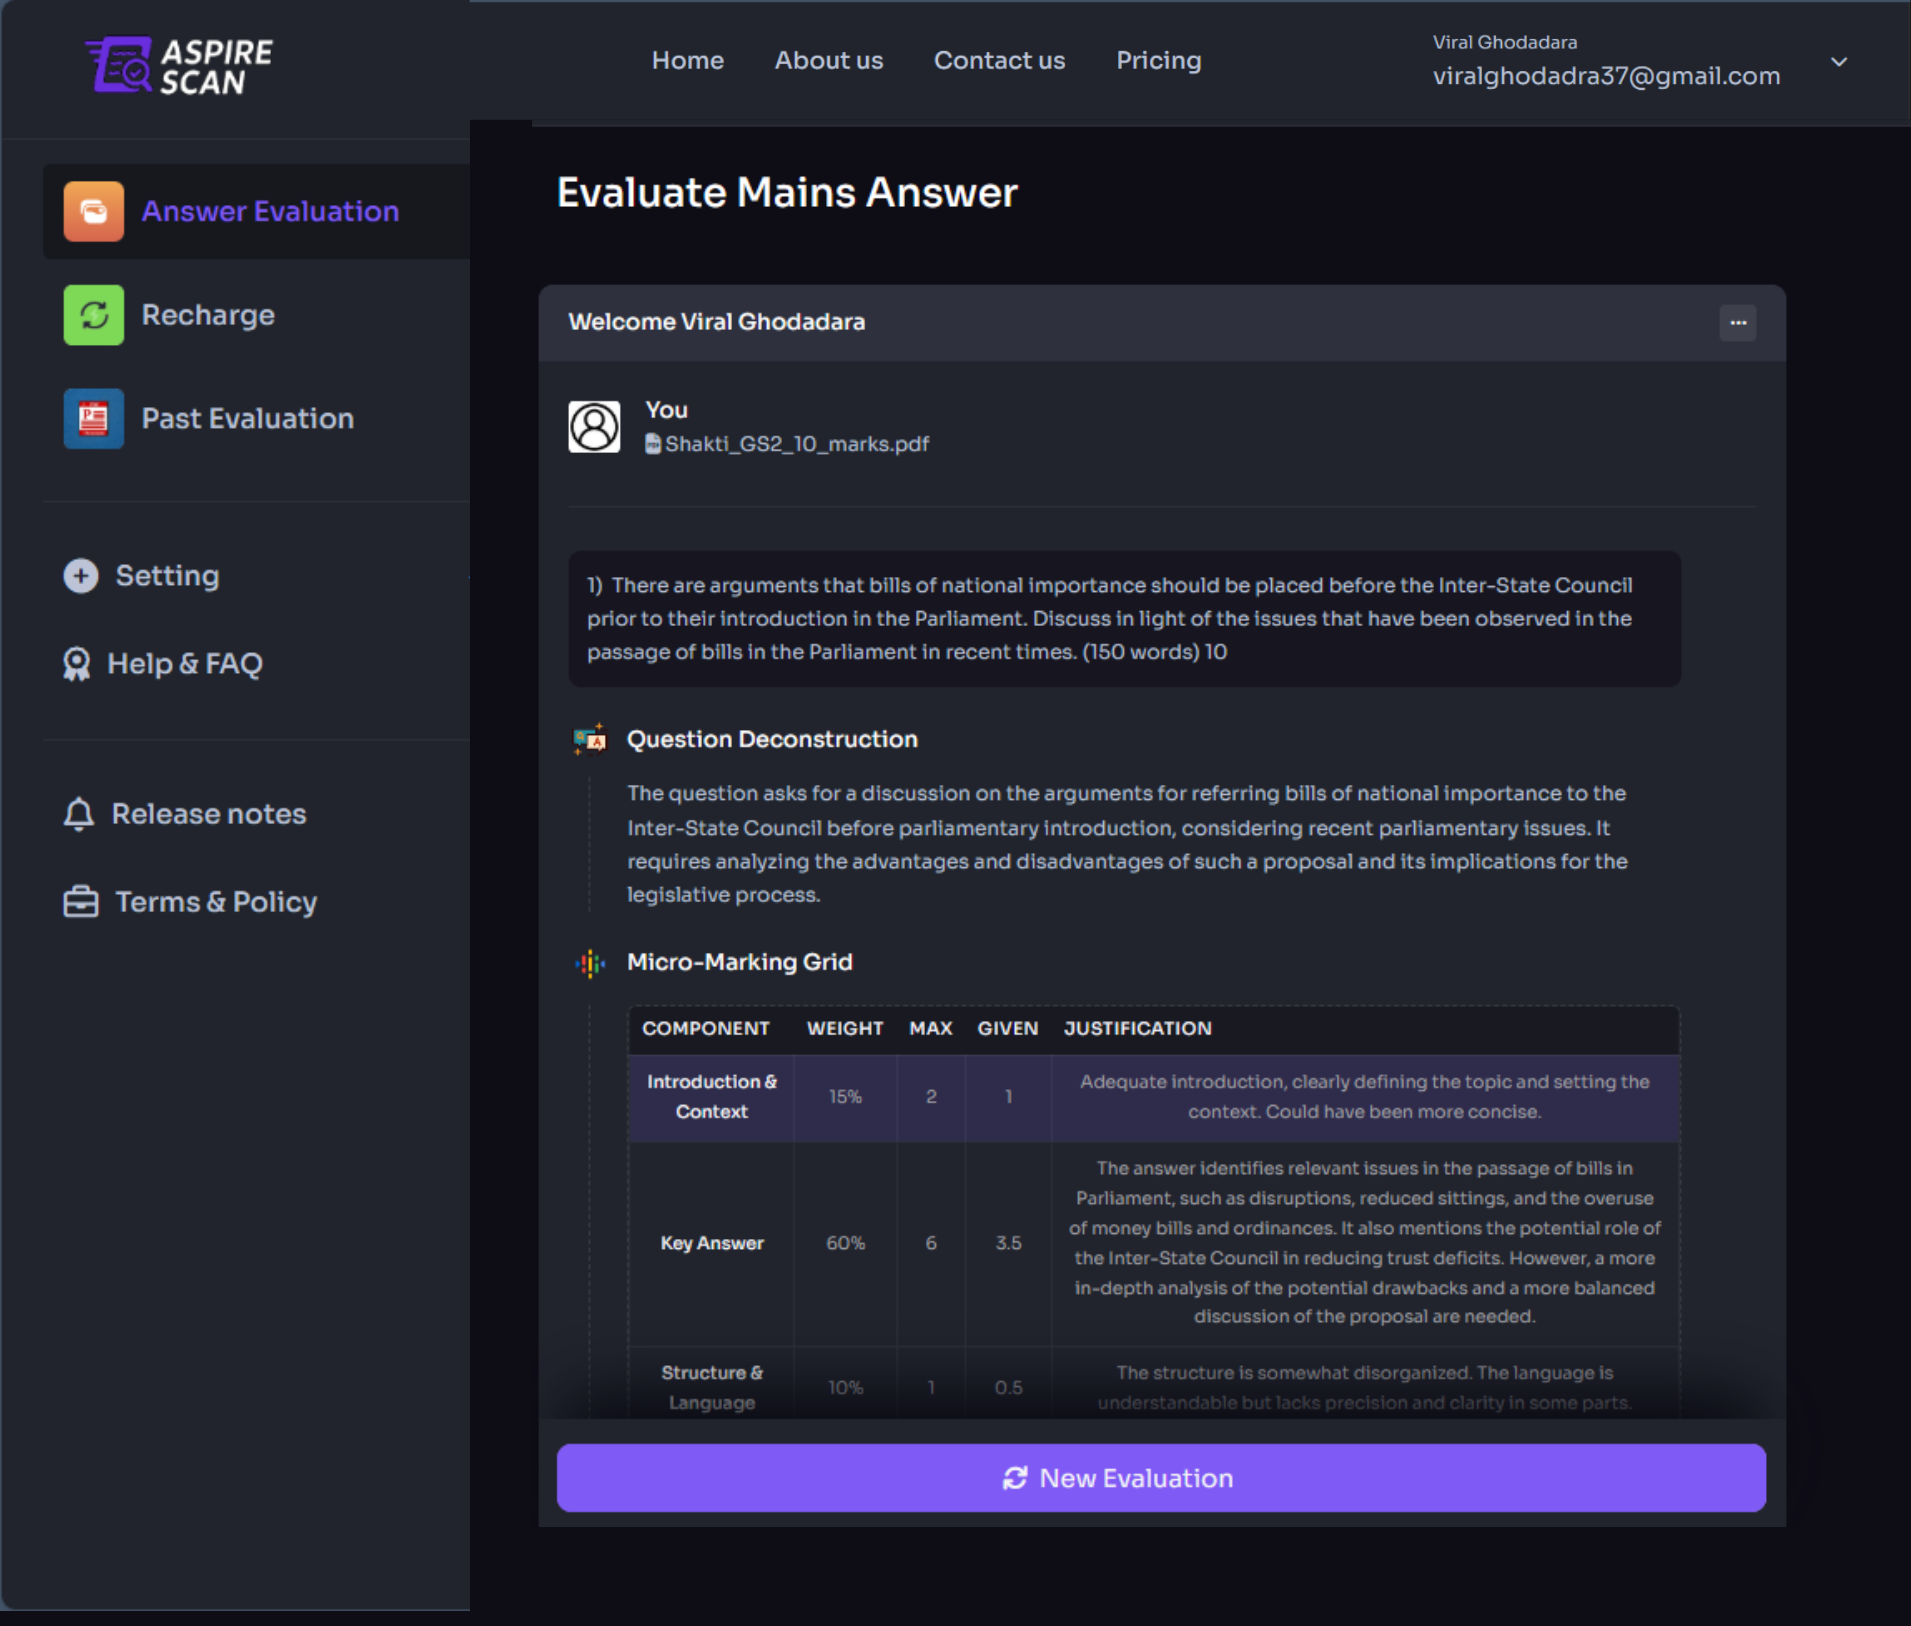 ASPIRE
SCAN
Home
About us
Contact us
Pricing
Viral Ghodadara
viralghodadra37@gmail.com
Answer Evaluation
Recharge
Past Evaluation
Setting
Help & FAQ
Release notes
Terms & Policy
Evaluate Mains Answer
Welcome Viral Ghodadara
You
Shakti_GS2_10_marks.pdf
1) There are arguments that bills of national importance should be placed before the Inter-State Council
prior to their introduction in the Parliament. Discuss in light of the issues that have been observed in the
passage of bills in the Parliament in recent times. (150 words) 10
Question Deconstruction
The question asks for a discussion on the arguments for referring bills of national importance to the
Inter-State Council before parliamentary introduction, considering recent parliamentary issues. It
requires analyzing the advantages and disadvantages of such a proposal and its implications for the
legislative process.
Micro-Marking Grid
COMPONENT WEIGHT MAX GIVEN JUSTIFICATION
Introduction &
Context
15% 2 1
Adequate introduction, clearly defining the topic and setting the
context. Could have been more concise.
Key Answer
60% 6 3.5
The answer identifies relevant issues in the passage of bills in
Parliament, such as disruptions, reduced sittings, and the overuse
of money bills and ordinances. It also mentions the potential role of
the Inter-State Council in reducing trust deficits. However, a more
in-depth analysis of the potential drawbacks and a more balanced
discussion of the proposal are needed.
Structure &
Language
10% 1 0.5
The structure is somewhat disorganized. The language is
understandable but lacks precision and clarity in some parts.
New Evaluation